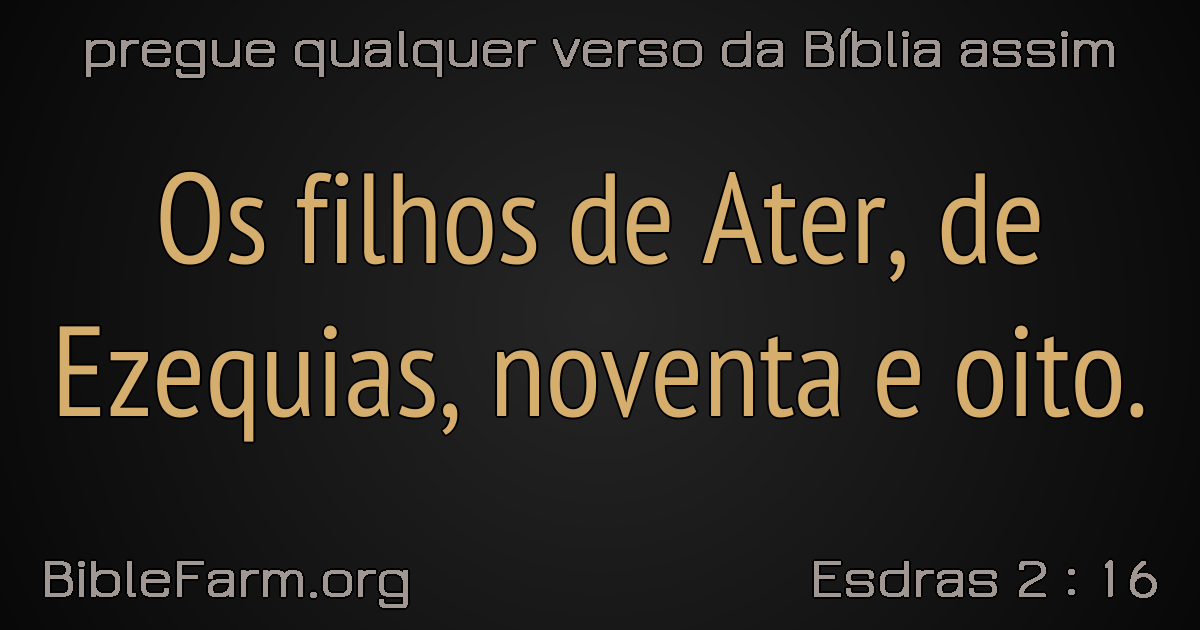 pregue qualquer verso da Bíblia assim
Os filhos de Ater, de
Ezequias, noventa e oito.
BibleFarm.org
Esdras 2 : 16